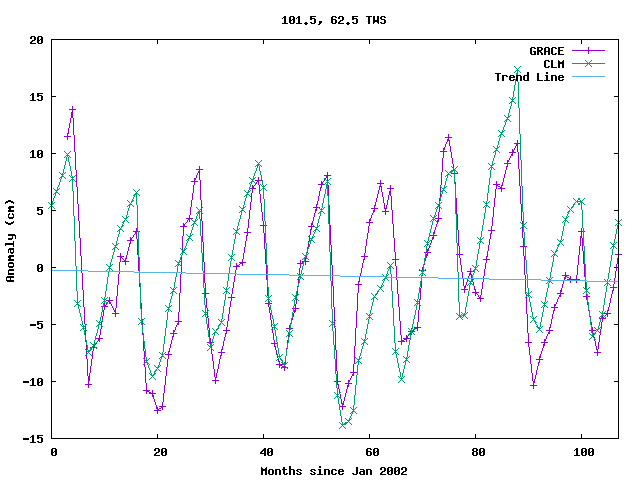 101.5, 62.5 TWS
GRACE
CLM
Trend Line
Anomaly (cm)
20
15
10
5
0
-5
-10
-15
0 20 40 60 80 100
Months since Jan 2002